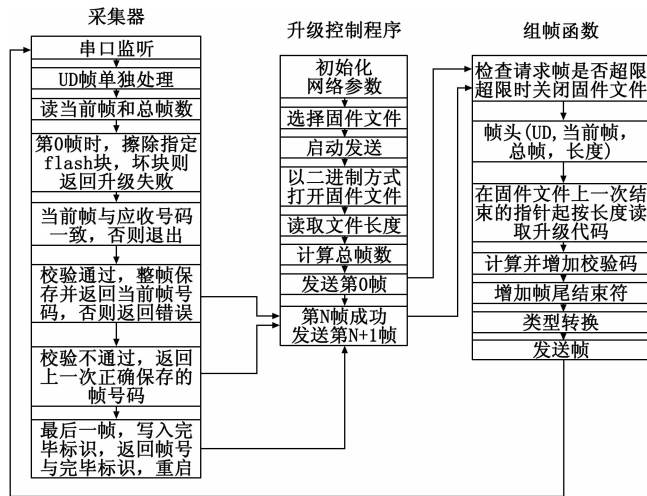 采集器
串口监听
UD帧单独处理
读当前帧和总帧数
第0帧时，擦除指定
flash块，坏块则
返回升级失败
当前帧与应收号码
一致，否则退出
校验通过，整帧保
存并返回当前帧号
码，否则返回错误
校验不通过，返回
上一次正确保存的
帧号码
最后一帧，写入完
毕标识，返回帧号
与完毕标识，重启
升级控制程序
初始化
网络参数
选择固件文件
启动发送
以二进制方式
打开固件文件
读取文件长度
计算总帧数
发送第0帧
第N帧成功
发送第N+1帧
组帧函数
检查请求帧是否超限
超限时关闭固件文件
帧头(UD,当前帧，
总帧，长度)
在固件文件上一次结
束的指针起按长度读
取升级代码
计算并增加校验码
增加帧尾结束符
类型转换
发送帧